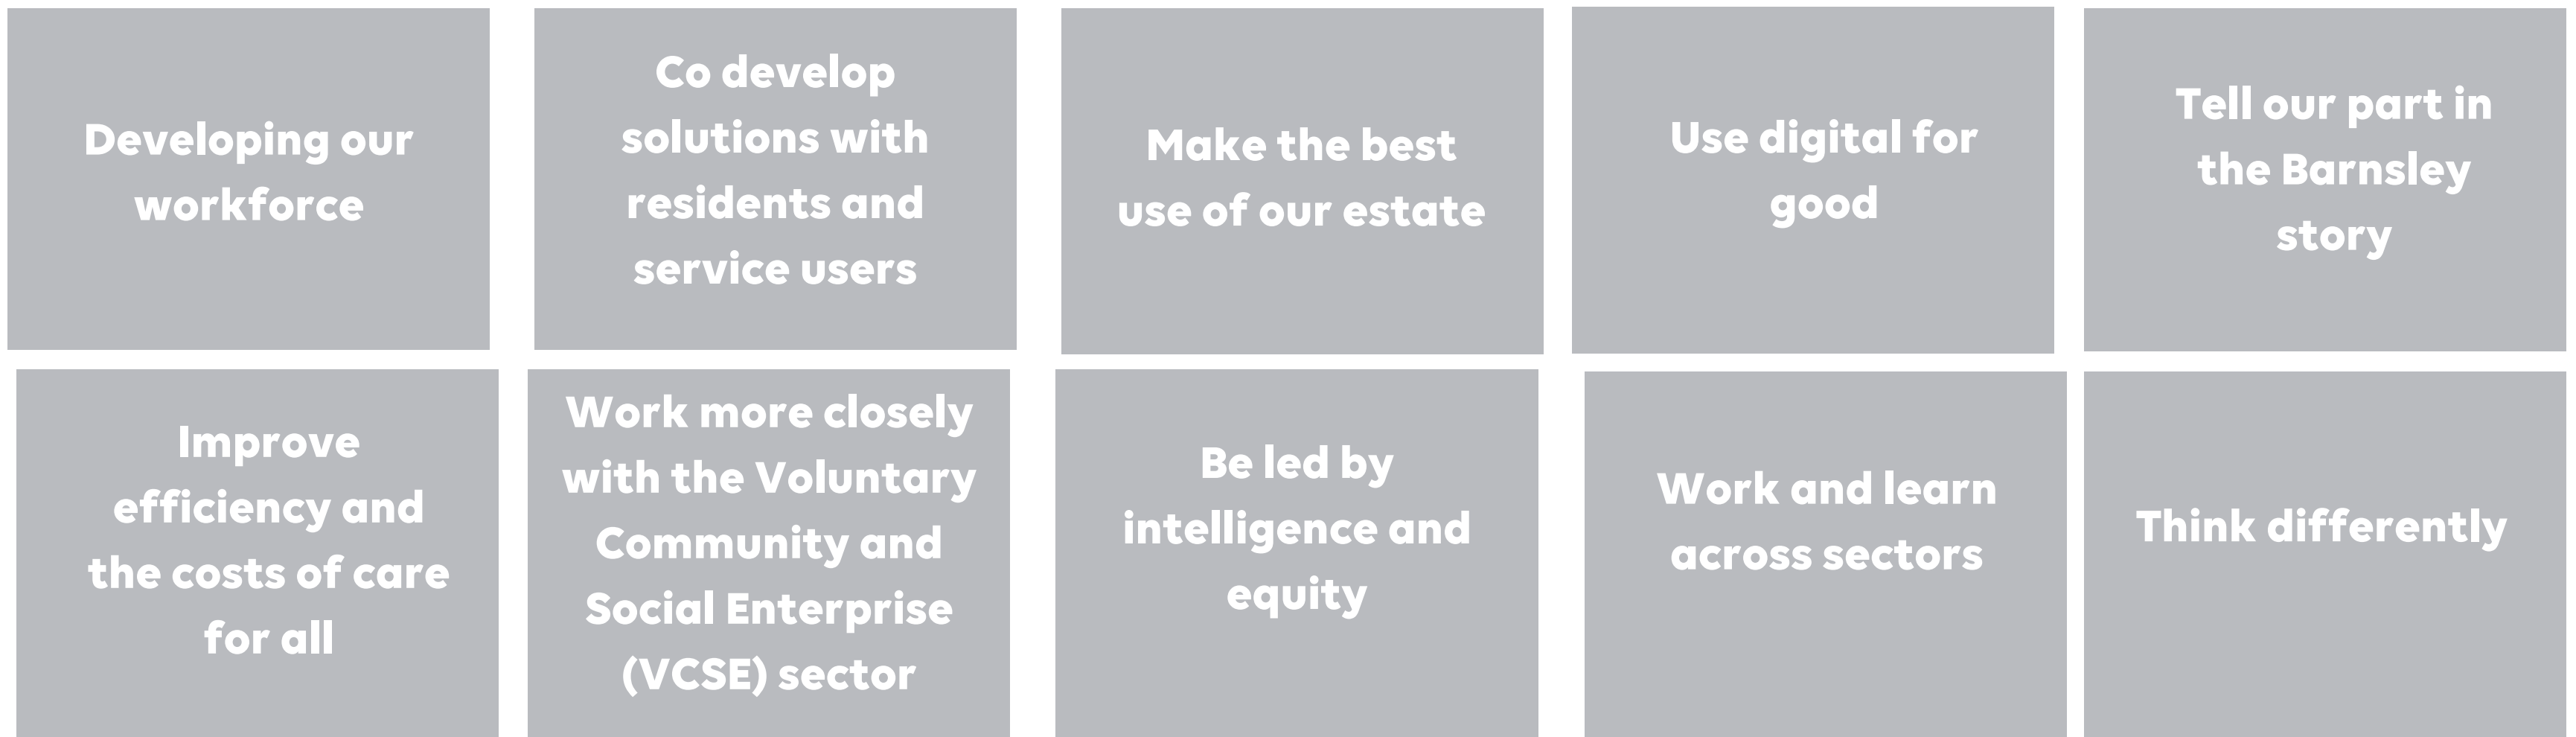 Developing our
workforce
Co develop
solutions with
residents and
service users
Make the best
use of our estate
Use digital for
good
Tell our part in
the Barnsley
story
Improve
efficiency and
the costs of care
for all
Work more closely
with the Voluntary
Community and
Social Enterprise
(VCSE) sector
Be led by
intelligence and
equity
Work and learn
across sectors
Think differently